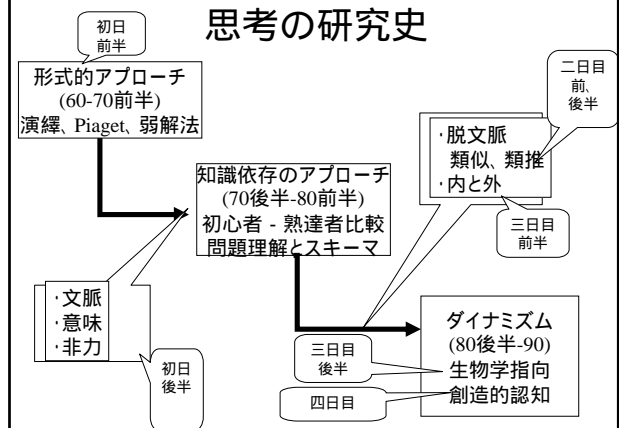 思考の研究史
初日
前半
形式的アプローチ
(60-70前半)
演繹、Piaget、弱解法
二日目
前、
後半
・脱文脈
類似、類推
・内と外
三日目
前半
知識依存のアプローチ
(70後半-80前半)
初心者 - 熟達者比較
問題理解とスキーマ
・文脈
・意味
・非力
初日
後半
ダイナミズム
(80後半-90)
生物学指向
創造的認知
三日目
後半
四日目